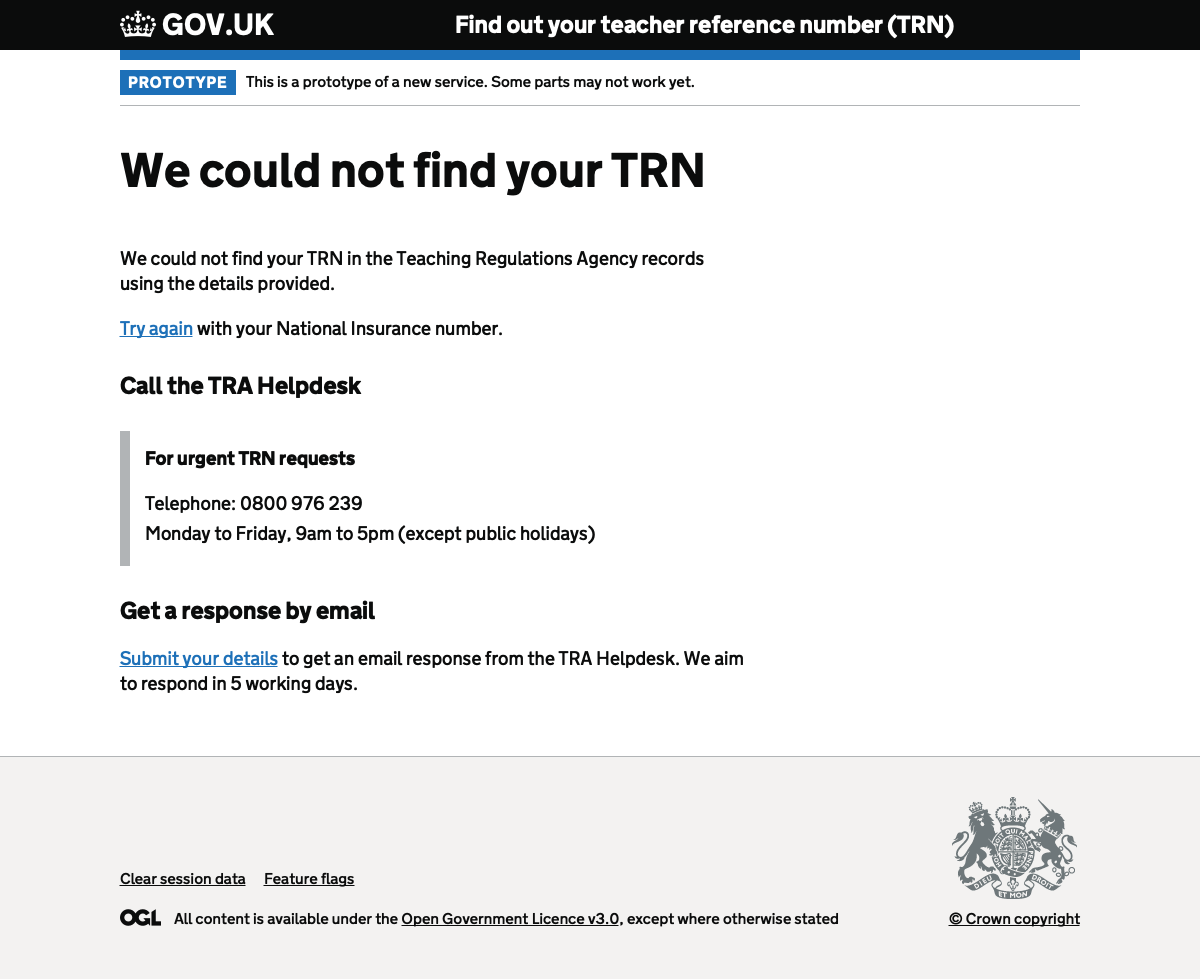 GOV.UK
Find out your teacher reference number (TRN)
PROTOTYPE
This is a prototype of a new service. Some parts may not work yet.
We could not find your TRN
We could not find your TRN in the Teaching Regulations Agency records
using the details provided.
Try again with your National Insurance number.
Call the TRA Helpdesk
For urgent TRN requests
Telephone: 0800 976 239
Monday to Friday, 9am to 5pm (except public holidays)
Get a response by email
Submit your details to get an email response from the TRA Helpdesk. We aim
to respond in 5 working days.
Clear session data
Feature flags
DIEU ET MON DROIT
OGL
All content is available under the Open Government Licence v3.0, except where otherwise stated
© Crown copyright